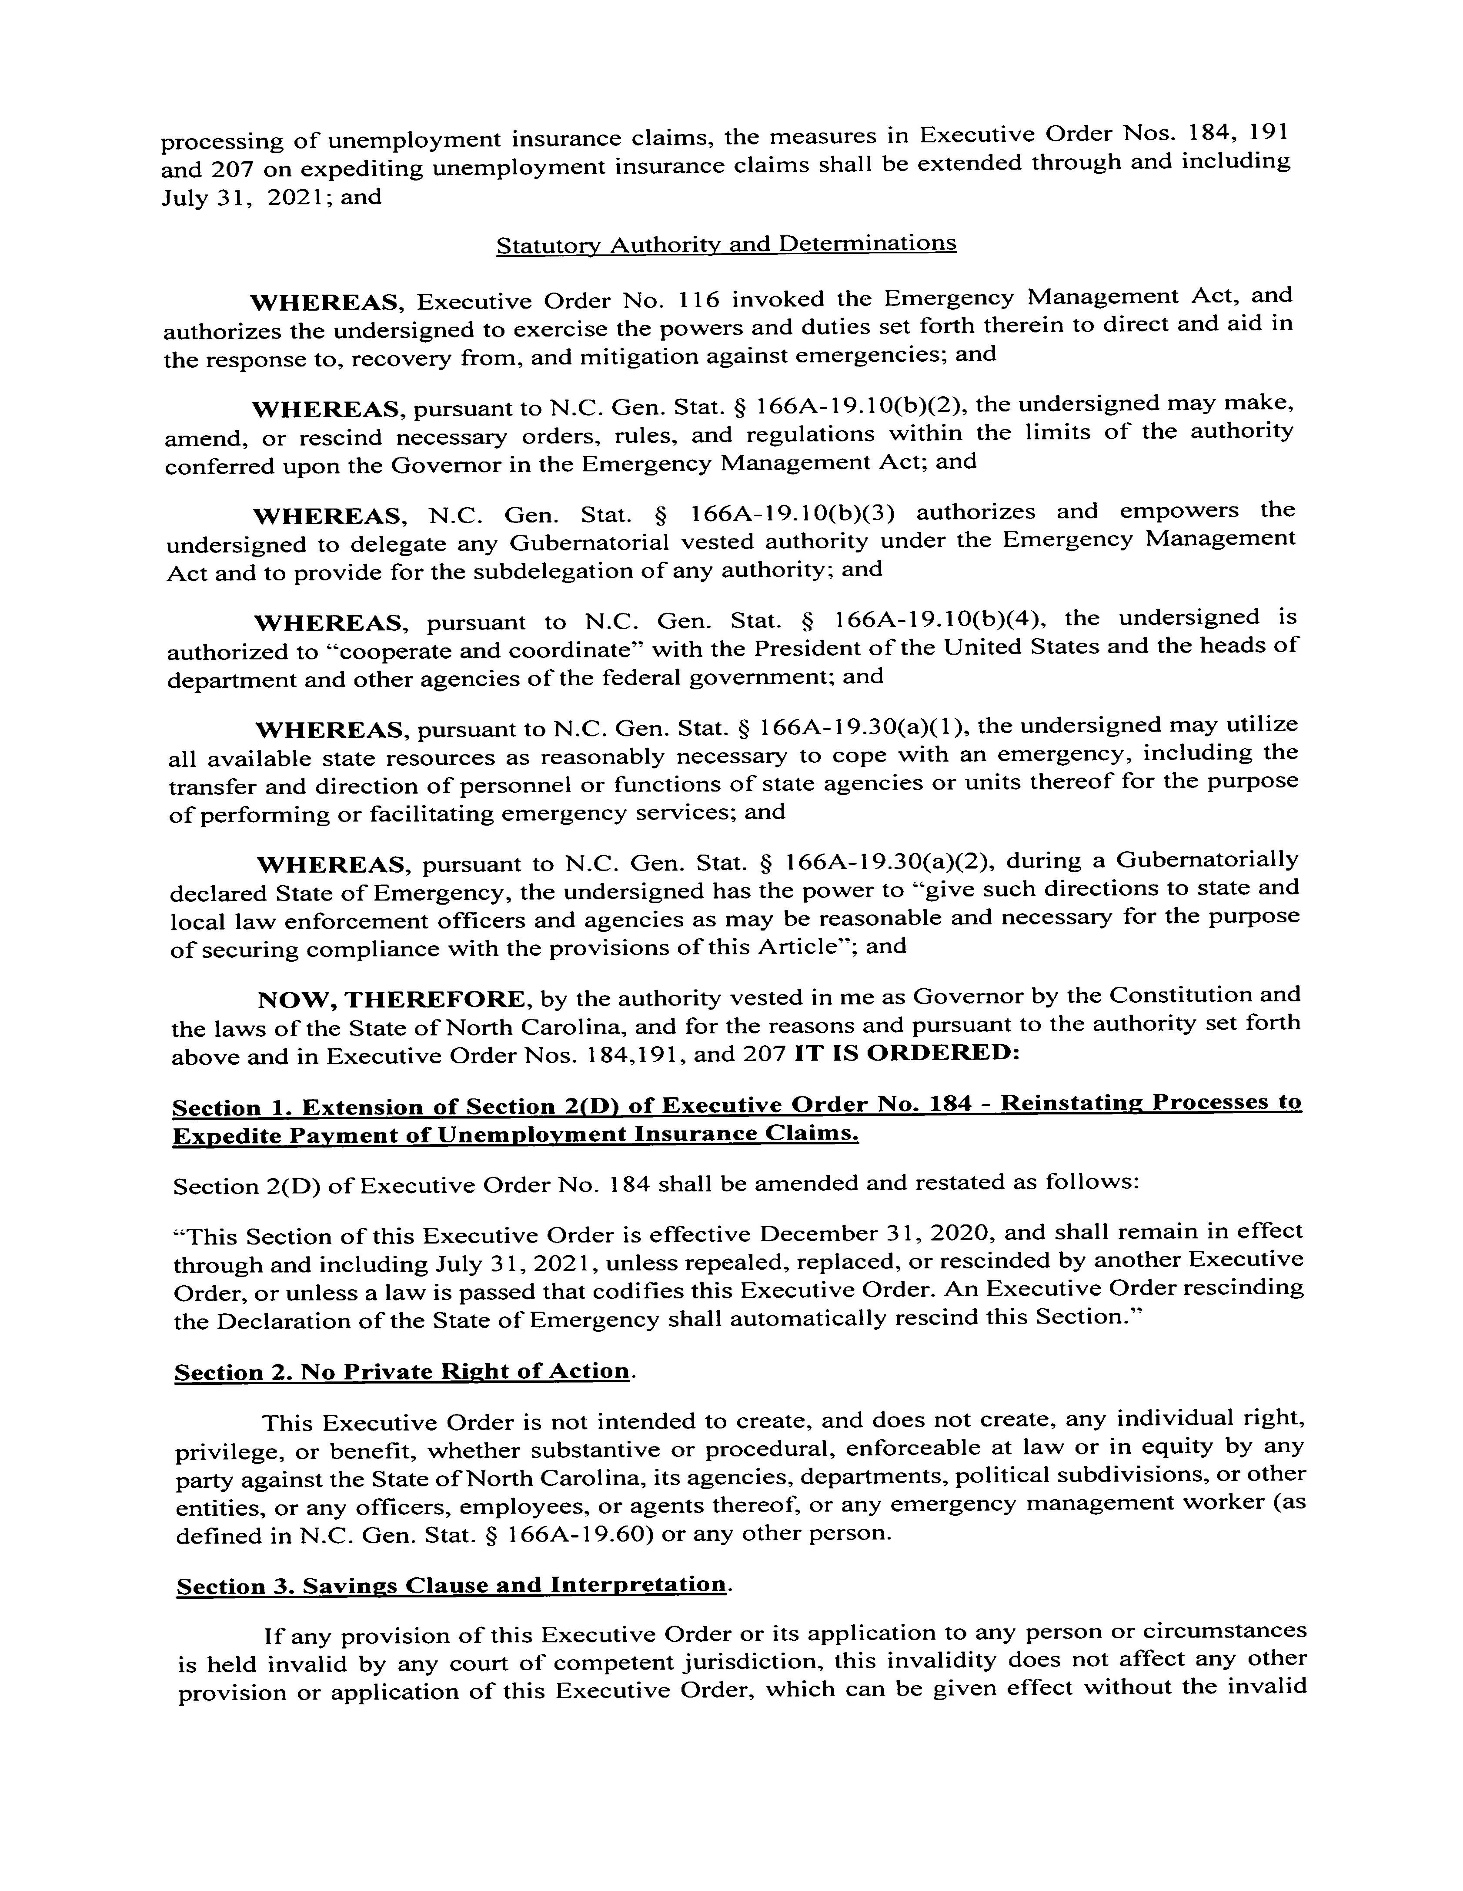 processing of unemployment insurance claims, the measures in Executive Order Nos. 184, 191
and 207 on expediting unemployment insurance claims shall be extended through and including
July 31, 2021; and
Statutory Authority and Determinations
WHEREAS, Executive Order No. 116 invoked the Emergency Management Act, and
authorizes the undersigned to exercise the powers and duties set forth therein to direct and aid in
the response to, recovery from, and mitigation against emergencies; and
WHEREAS, pursuant to N.C. Gen. Stat. § 166A-19.10(b)(2), the undersigned may make,
amend, or rescind necessary orders, rules, and regulations within the limits of the authority
conferred upon the Governor in the Emergency Management Act; and
WHEREAS, N.C. Gen. Stat. § 166A-19.10(b)(3) authorizes and empowers the
undersigned to delegate any Gubernatorial vested authority under the Emergency Management
Act and to provide for the subdelegation of any authority; and
WHEREAS, pursuant to N.C. Gen. Stat. § 166A-19.10(b)(4), the undersigned is
authorized to “cooperate and coordinate” with the President of the United States and the heads of
department and other agencies of the federal government; and
WHEREAS, pursuant to N.C. Gen. Stat. § 166A-19.30(a)(1), the undersigned may utilize
all available state resources as reasonably necessary to cope with an emergency, including the
transfer and direction of personnel or functions of state agencies or units thereof for the purpose
of performing or facilitating emergency services; and
WHEREAS, pursuant to N.C. Gen. Stat. § 166A-19.30(a)(2), during a Gubernatorially
declared State of Emergency, the undersigned has the power to “give such directions to state and
local law enforcement officers and agencies as may be reasonable and necessary for the purpose
of securing compliance with the provisions of this Article”; and
NOW, THEREFORE, by the authority vested in me as Governor by the Constitution and
the laws of the State of North Carolina, and for the reasons and pursuant to the authority set forth
above and in Executive Order Nos. 184,191, and 207 IT IS ORDERED:
Section 1. Extension of Section 2(D) of Executive Order No. 184 - Reinstating Processes to
Expedite Payment of Unemployment Insurance Claims.
Section 2(D) of Executive Order No. 184 shall be amended and restated as follows:
“This Section of this Executive Order is effective December 31, 2020, and shall remain in effect
through and including July 31, 2021, unless repealed, replaced, or rescinded by another Executive
Order, or unless a law is passed that codifies this Executive Order. An Executive Order rescinding
the Declaration of the State of Emergency shall automatically rescind this Section.”
Section 2. No Private Right of Action.
This Executive Order is not intended to create, and does not create, any individual right,
privilege, or benefit, whether substantive or procedural, enforceable at law or in equity by any
party against the State of North Carolina, its agencies, departments, political subdivisions, or other
entities, or any officers, employees, or agents thereof, or any emergency management worker (as
defined in N.C. Gen. Stat. § 166A-19.60) or any other person.
Section 3. Savings Clause and Interpretation.
If any provision of this Executive Order or its application to any person or circumstances
is held invalid by any court of competent jurisdiction, this invalidity does not affect any other
provision or application of this Executive Order, which can be given effect without the invalid